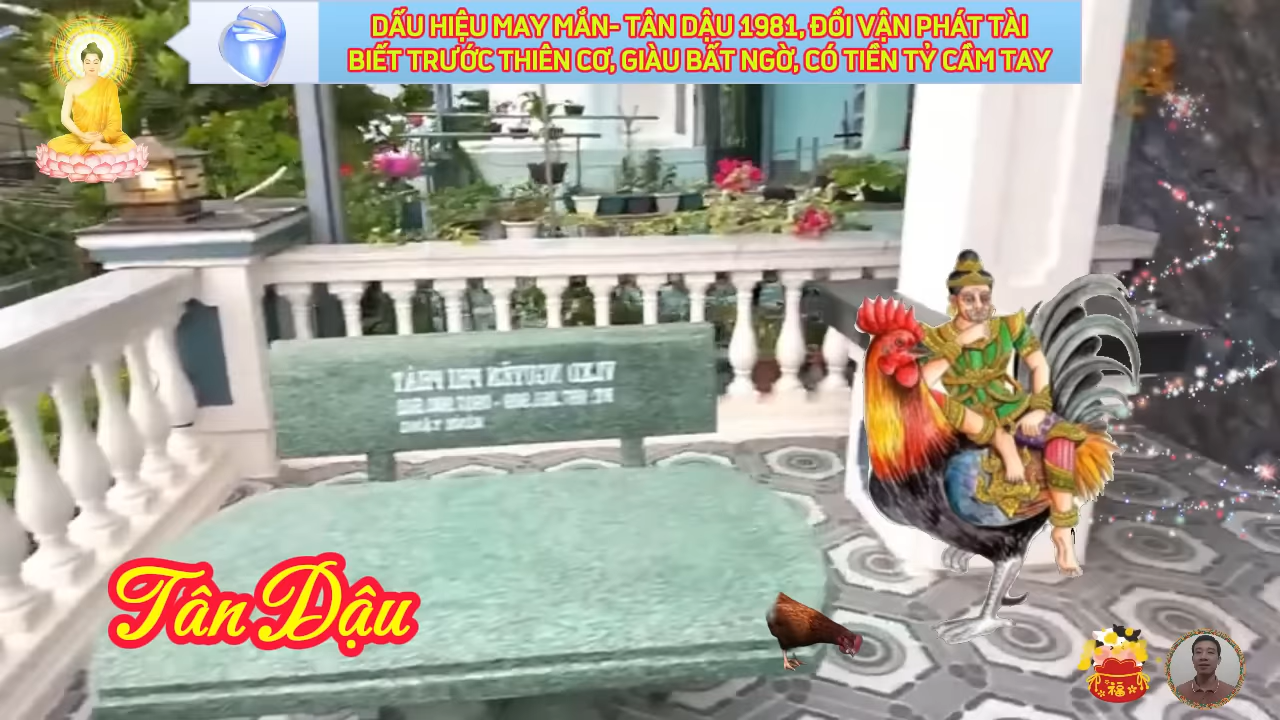 DẤU HIỆU MAY MẮN- TÂN DẬU 1981, ĐỔI VẬN PHÁT TÀI
BIẾT TRƯỚC THIÊN CƠ, GIÀU BẤT NGỜ, CÓ TIỀN TỶ CẦM TAY
Tân Dậu
福